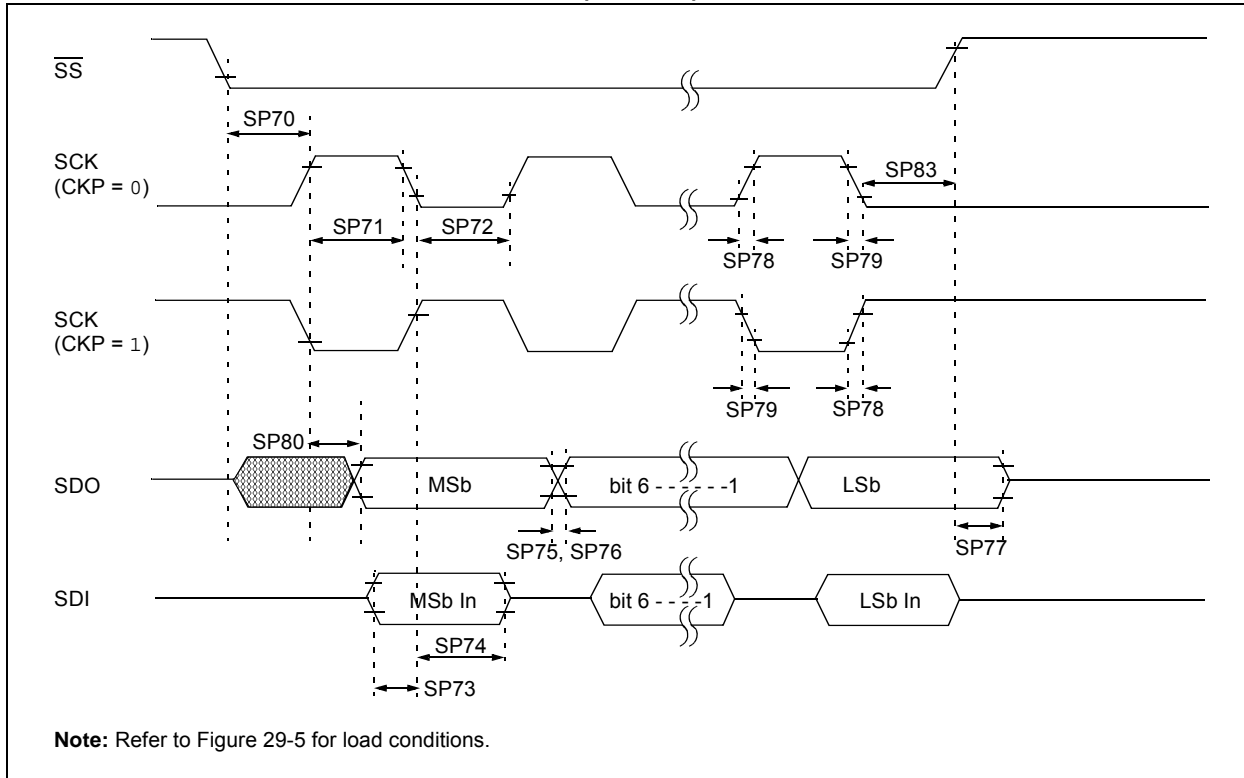 SS
SP70
SCK
(CKP = 0)
SP83
SP71
SP72
SP78
SP79
SCK
(CKP = 1)
SP79
SP78
SP80
SDO
MSb
bit 6 - - - - - -1
LSb
SP75, SP76
SP77
SDI
MSb In
bit 6 - - - -1
LSb In
SP74
SP73
Note: Refer to Figure 29-5 for load conditions.